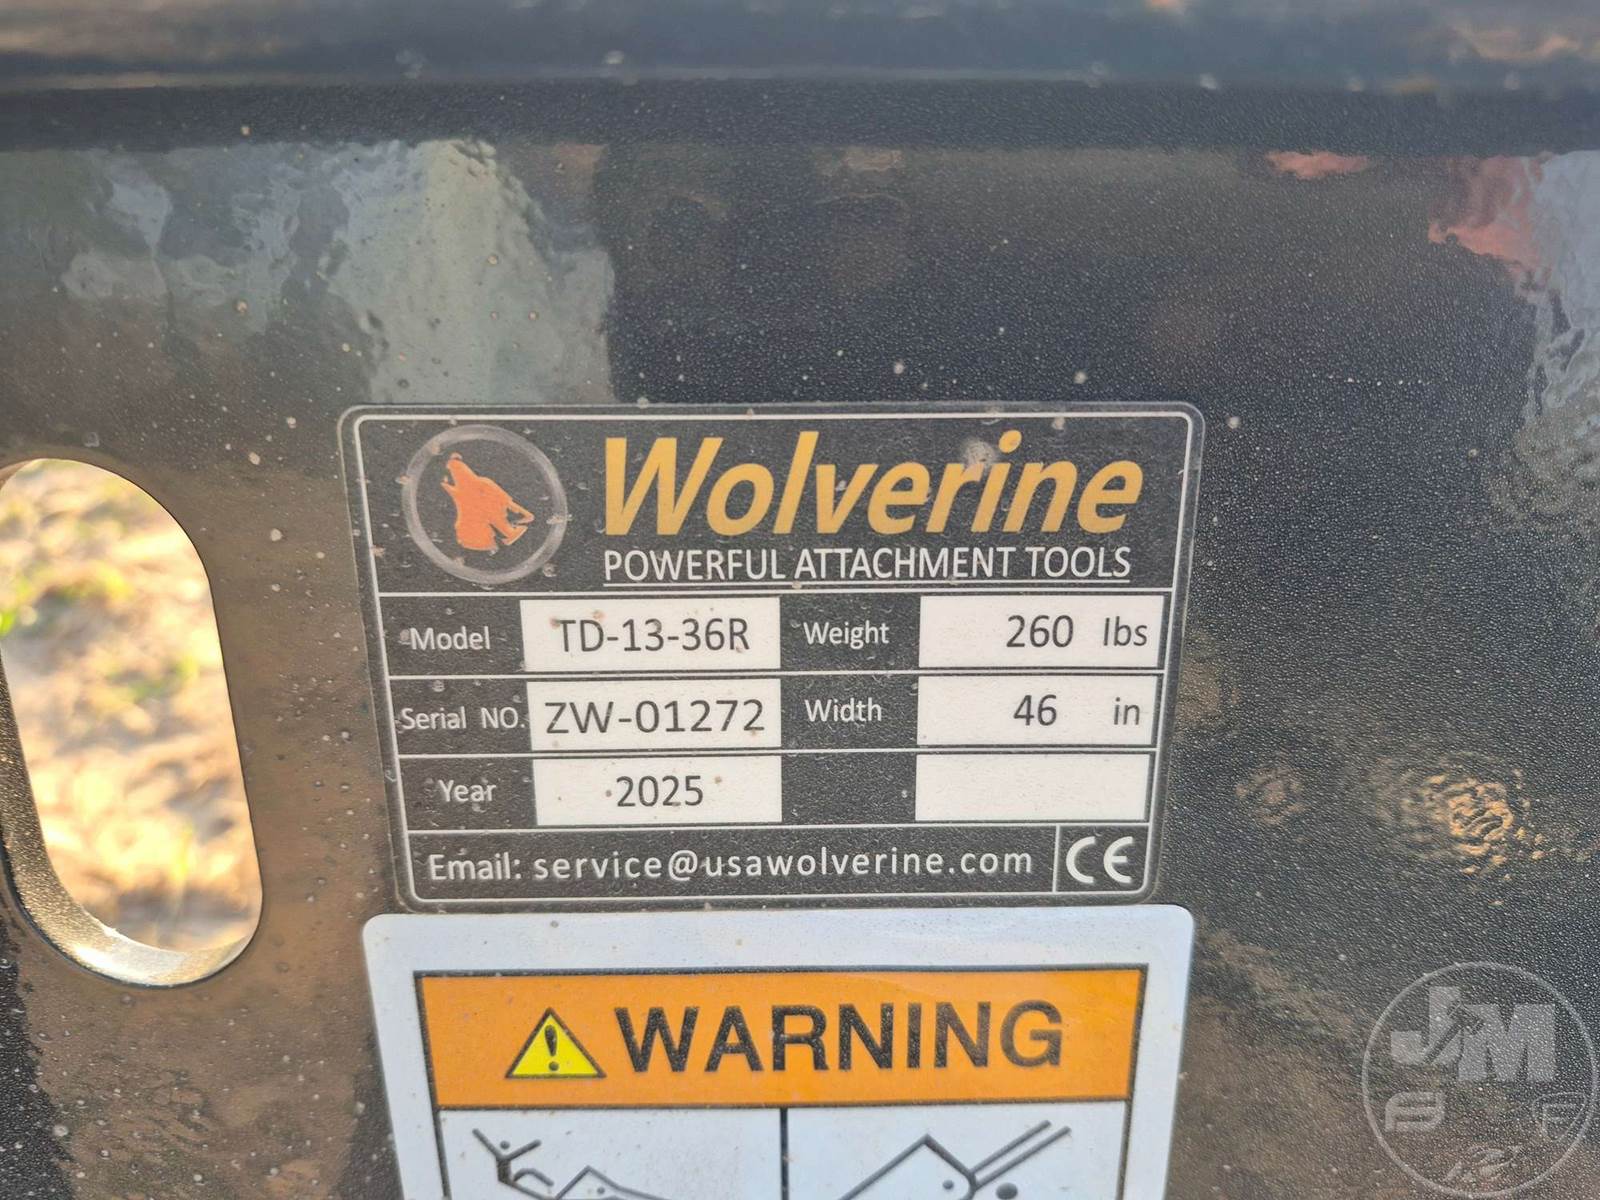 Wolverine
POWERFUL ATTACHMENT TOOLS
Model TD-13-36R Weight 260 lbs
Serial NO. ZW-01272 Width 46 in
Year 2025
Email: service@usawolverine.com CE
WARNING
JM